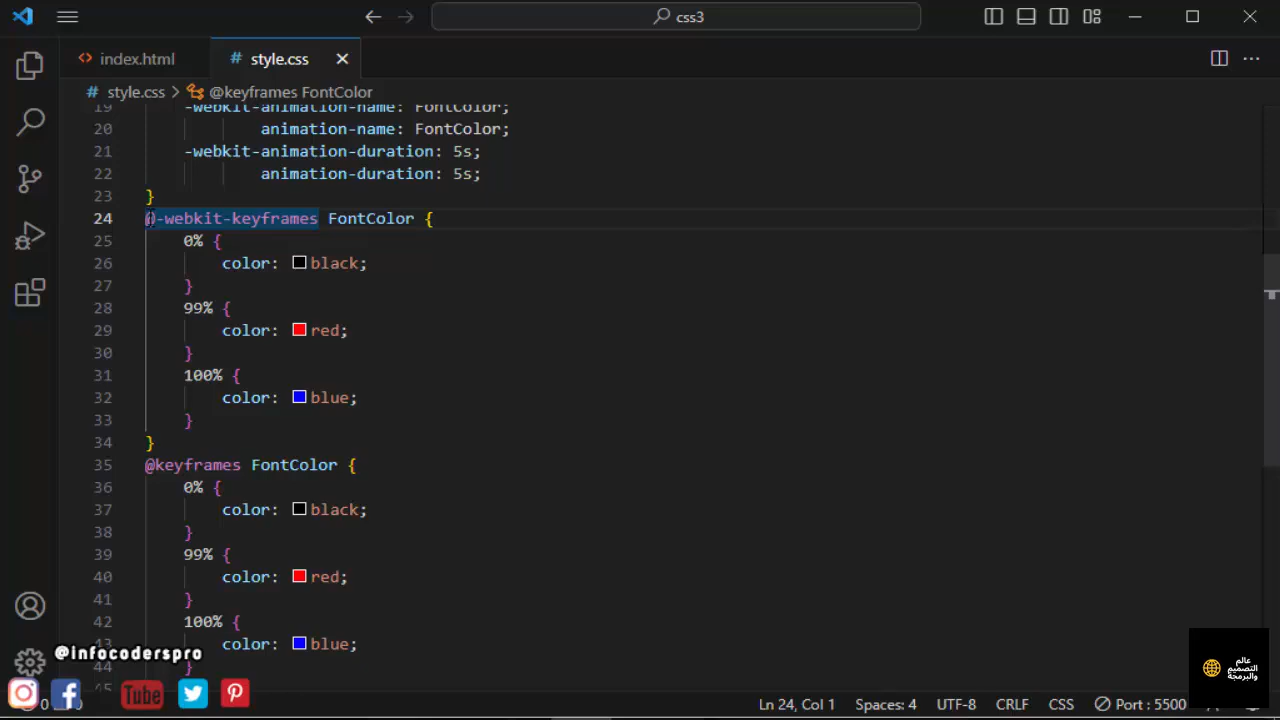 css3
index.html
# style.css
# style.css > @keyframes FontColor
19 -webkit-animation-name: FontColor;
20 animation-name: FontColor;
21 -webkit-animation-duration: 5s;
22 animation-duration: 5s;
23 }
24 @-webkit-keyframes FontColor {
25 0% {
26 color: black;
27 }
28 99% {
29 color: red;
30 }
31 100% {
32 color: blue;
33 }
34 }
35 @keyframes FontColor {
36 0% {
37 color: black;
38 }
39 99% {
40 color: red;
41 }
42 100% {
43 color: blue;
44 }
45
@infocoderspro
Tube
عالم
التصميم
والبرمجة
Ln 24, Col 1 Spaces: 4 UTF-8 CRLF CSS Port : 5500